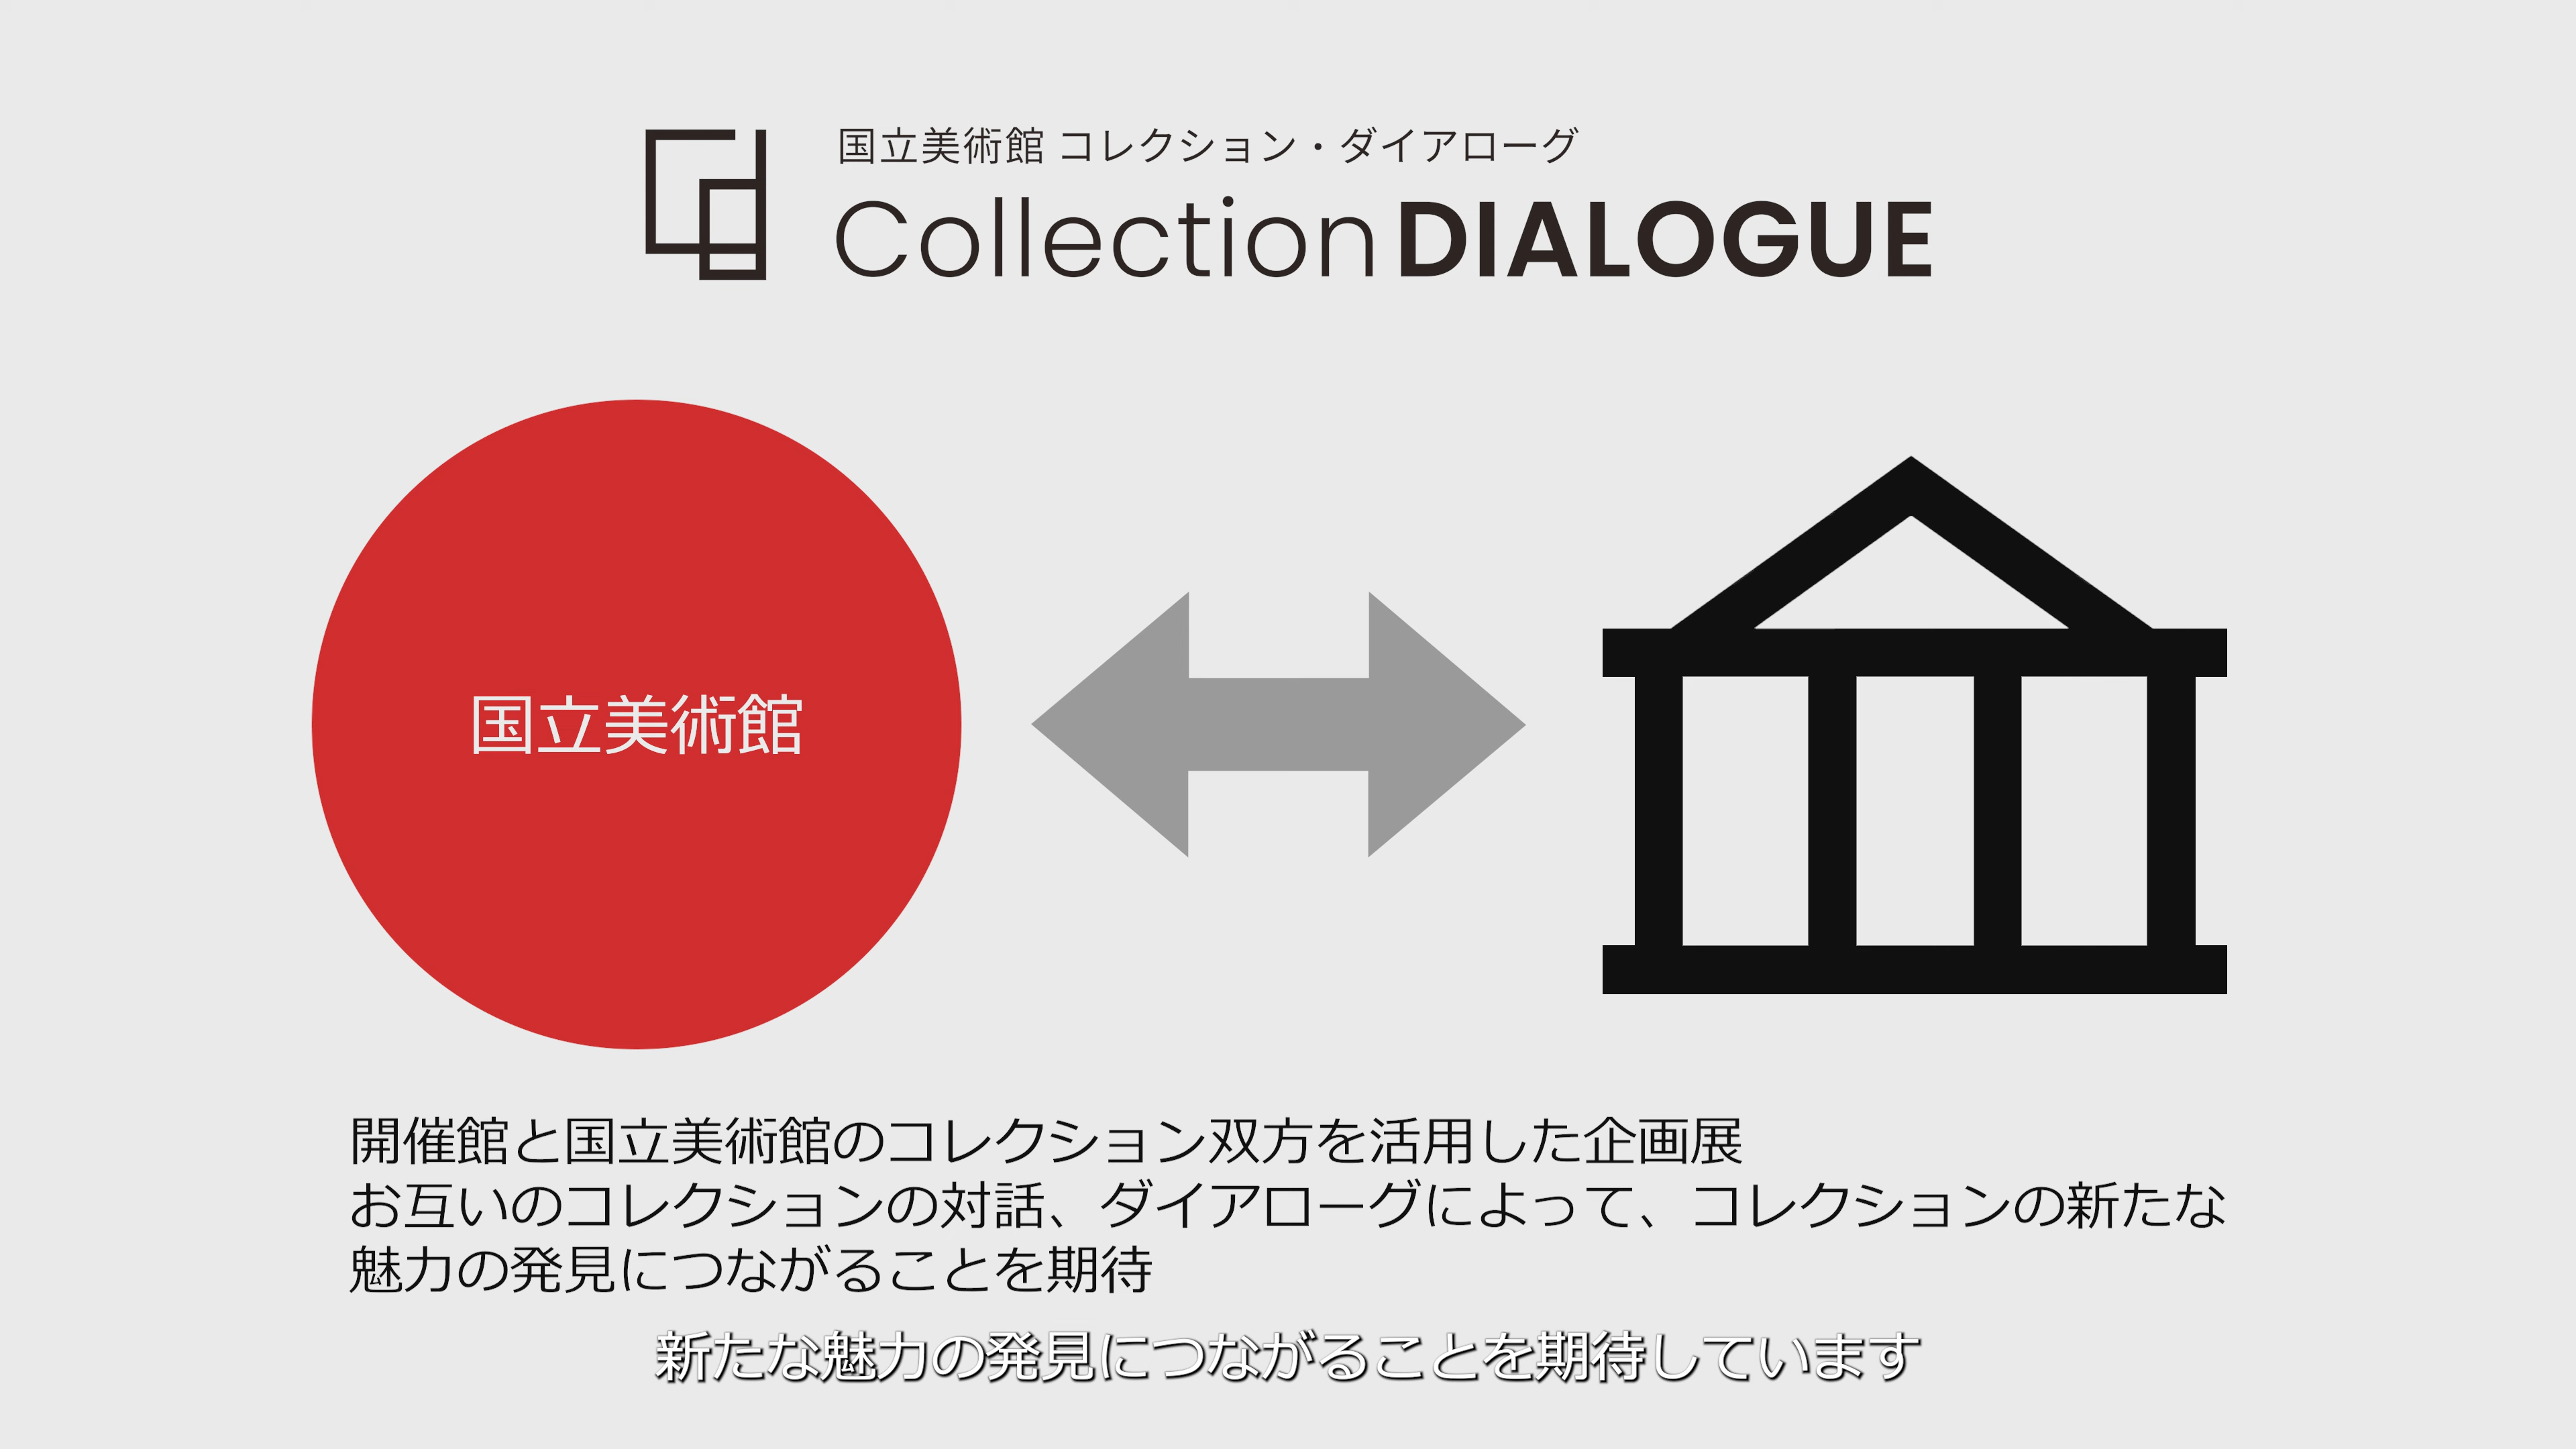 国立美術館 コレクション・ダイアローグ
Collection DIALOGUE
国立美術館
開催館と国立美術館のコレクション双方を活用した企画展
お互いのコレクションの対話、ダイアローグによって、コレクションの新たな
魅力の発見につながることを期待
新たな魅力の発見につながることを期待しています